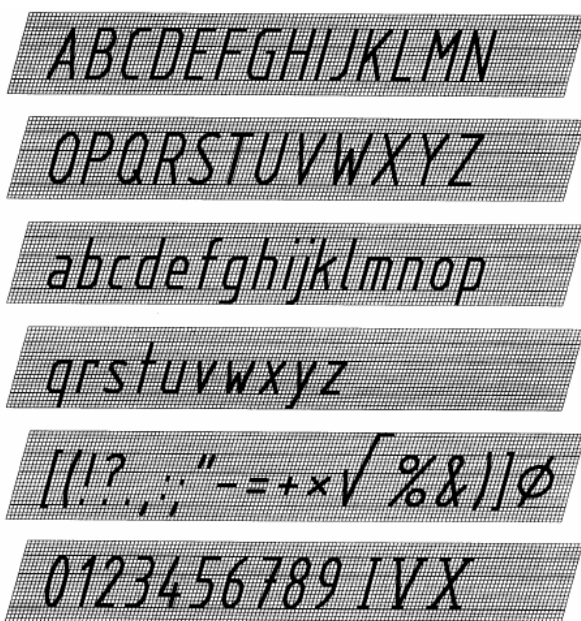 ABCDEFGHIJKLMN
OPQRSTUVWXYZ
abcdefghijklmnop
qrstuvwxyz
[(!?.,:;"-=+×√%&)]Ø
0123456789 IVX